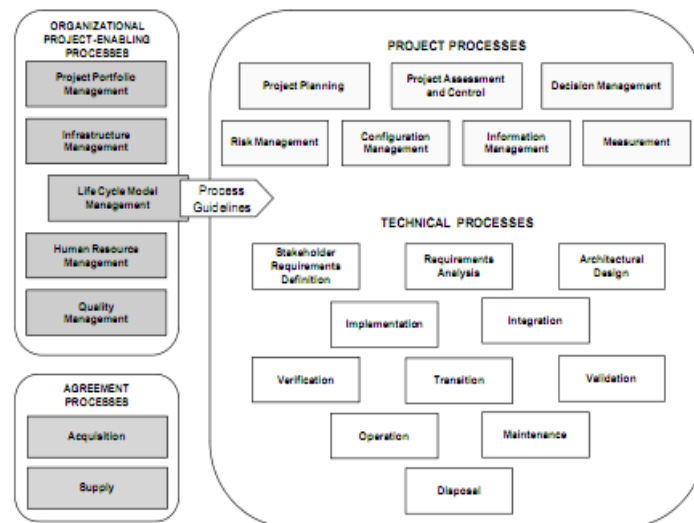 ORGANIZATIONAL
PROJECT-ENABLING
PROCESSES
Project Portfolio
Management
Infrastructure
Management
Life Cycle Model
Management
Human Resource
Management
Quality
Management
AGREEMENT
PROCESSES
Acquisition
Supply
Process
Guidelines
PROJECT PROCESSES
Project Planning
Project Assessment
and Control
Decision Management
Risk Management
Configuration
Management
Information
Management
Measurement
TECHNICAL PROCESSES
Stakeholder
Requirements
Definition
Requirements
Analysis
Architectural
Design
Implementation
Integration
Verification
Transition
Validation
Operation
Maintenance
Disposal